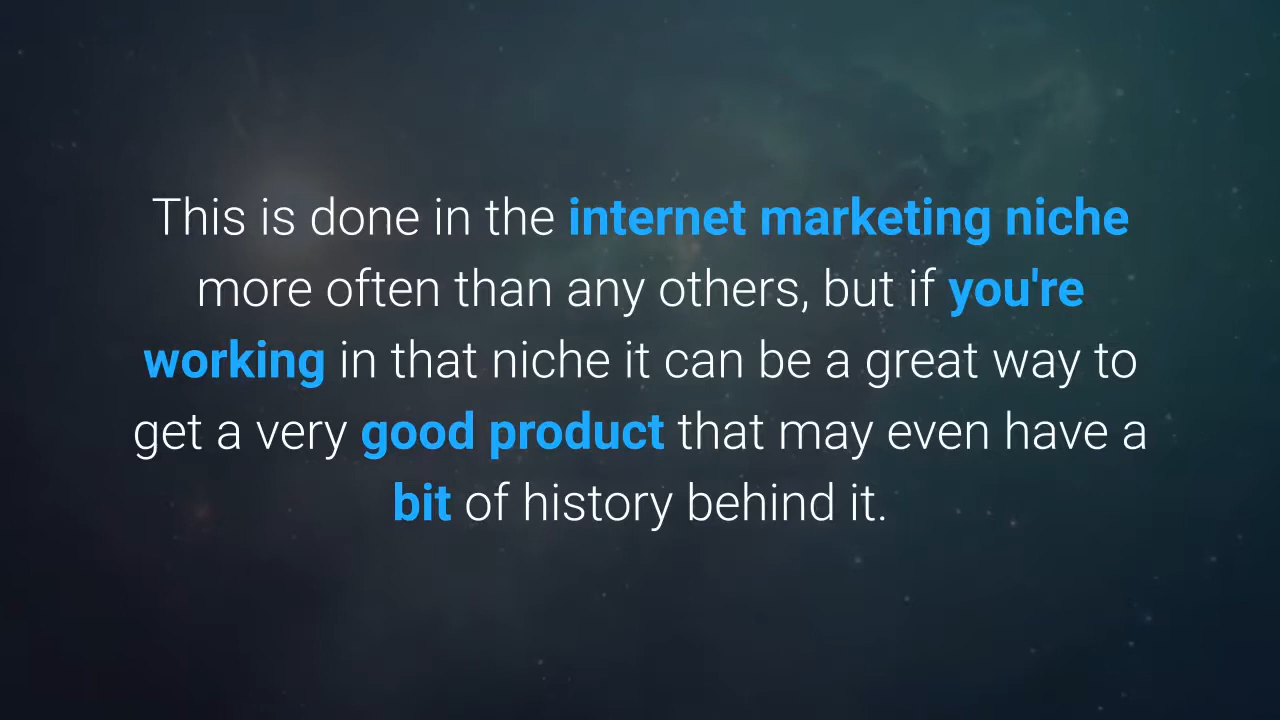 This is done in the internet marketing niche
more often than any others, but if you're
working in that niche it can be a great way to
get a very good product that may even have a
bit of history behind it.